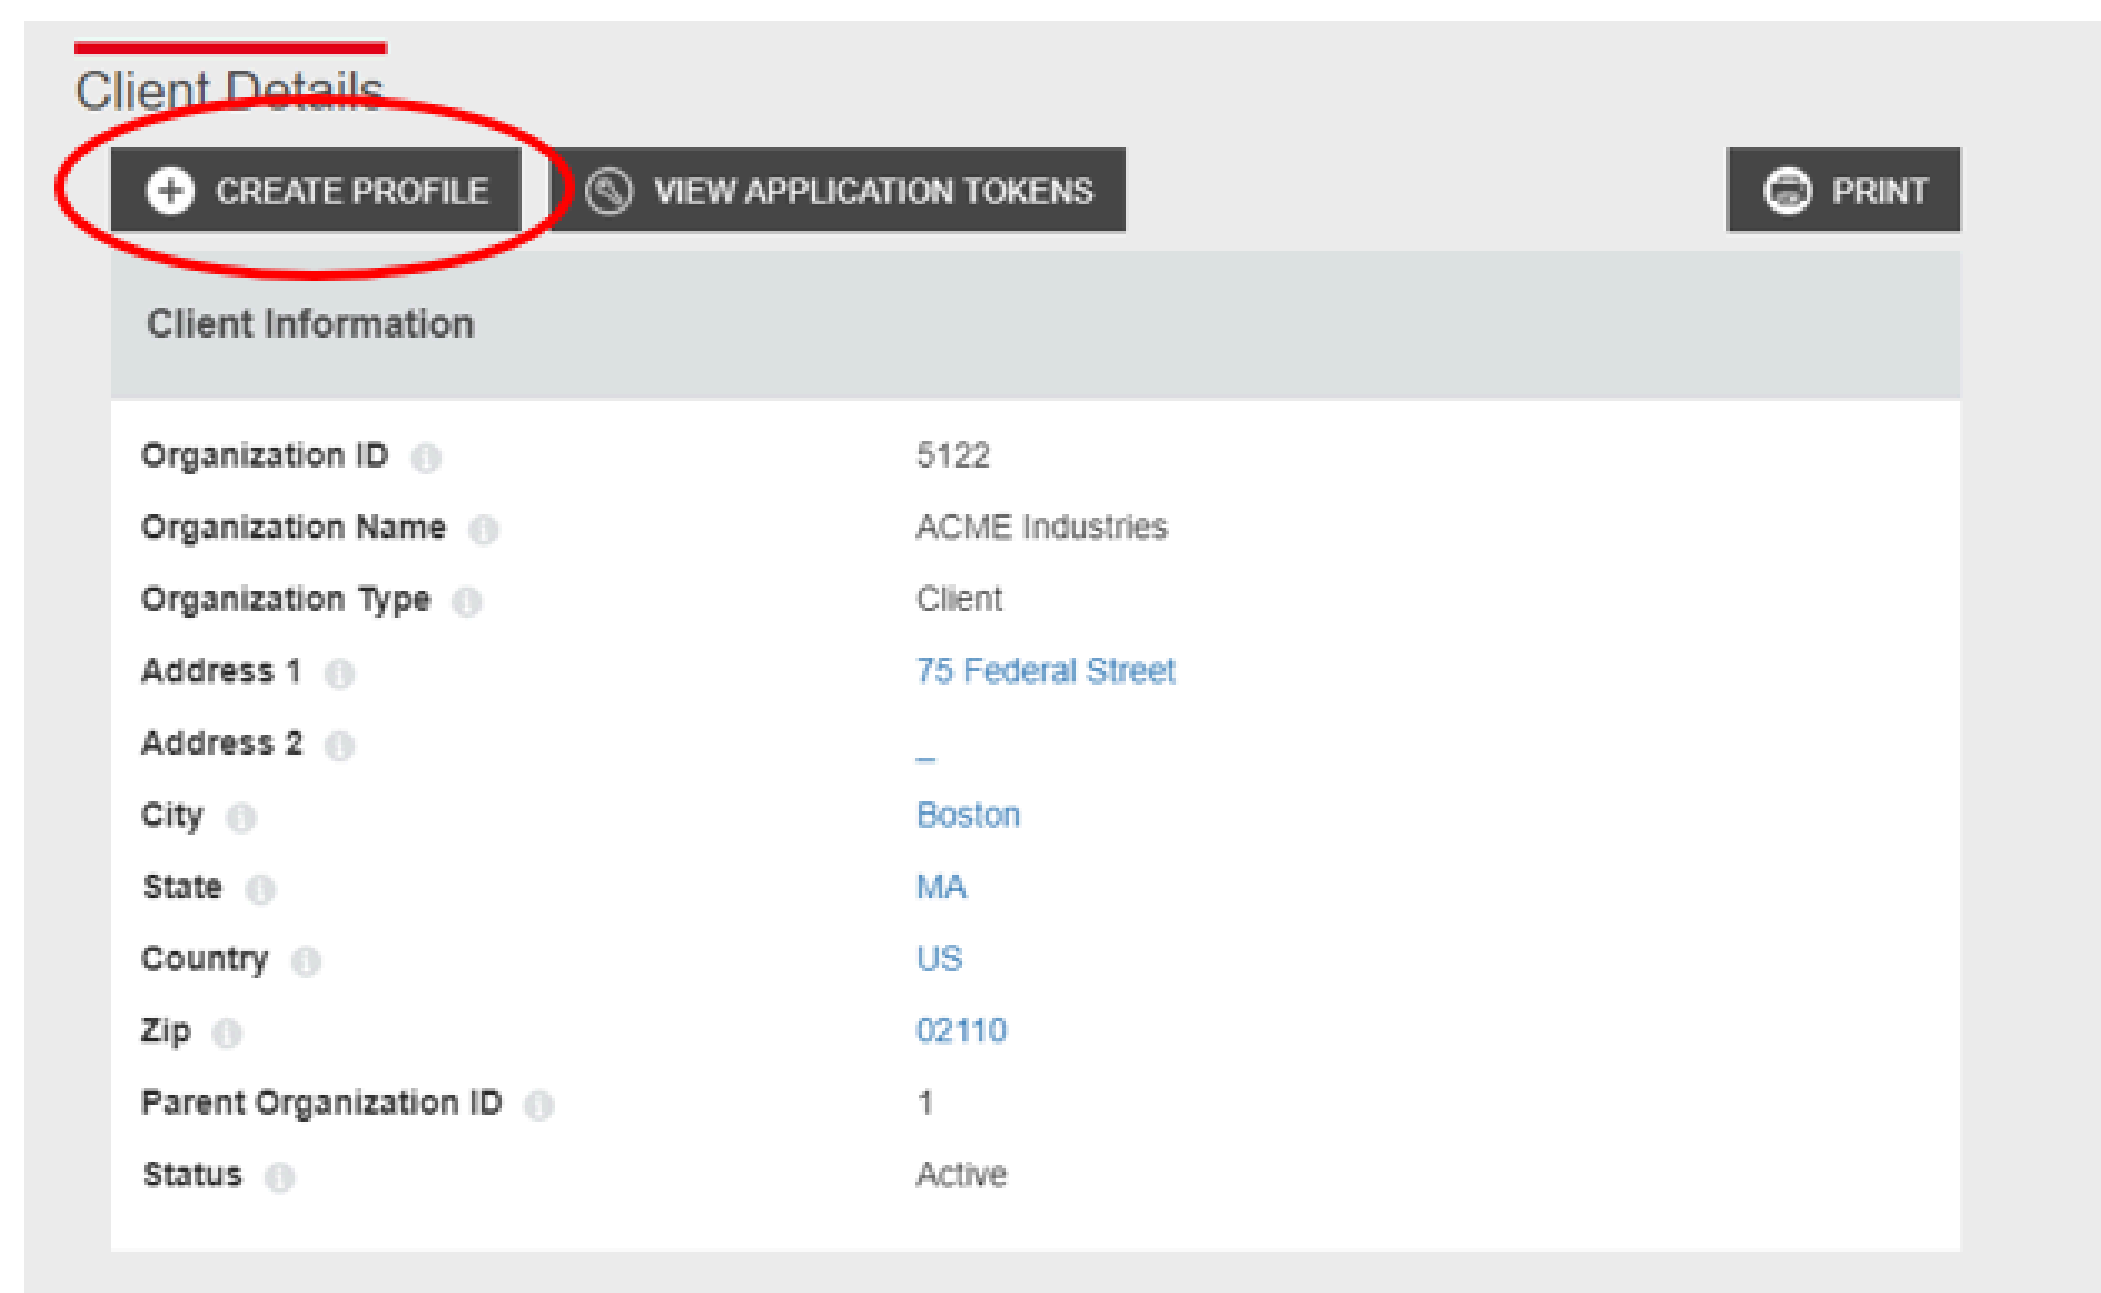 Client Details
CREATE PROFILE VIEW APPLICATION TOKENS PRINT
Client Information
Organization ID 5122
Organization Name ACME Industries
Organization Type Client
Address 1 75 Federal Street
Address 2 _
City Boston
State MA
Country US
Zip 02110
Parent Organization ID 1
Status Active